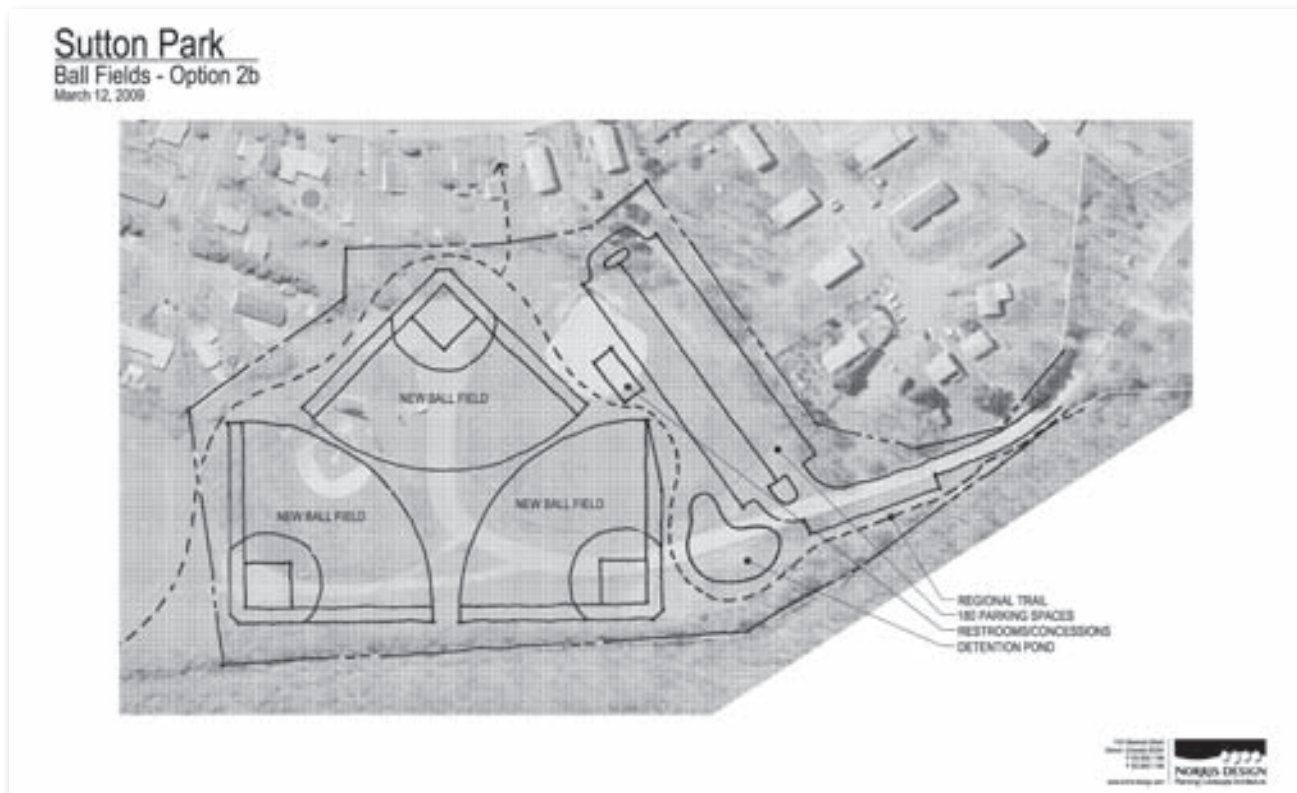 Sutton Park
Ball Fields - Option 2b
March 12, 2009
NEW BALL FIELD
NEW BALL FIELD
NEW BALL FIELD
REGIONAL TRAIL
180 PARKING SPACES
RESTROOMS/CONCESSIONS
DETENTION POND
NORRIS DESIGN